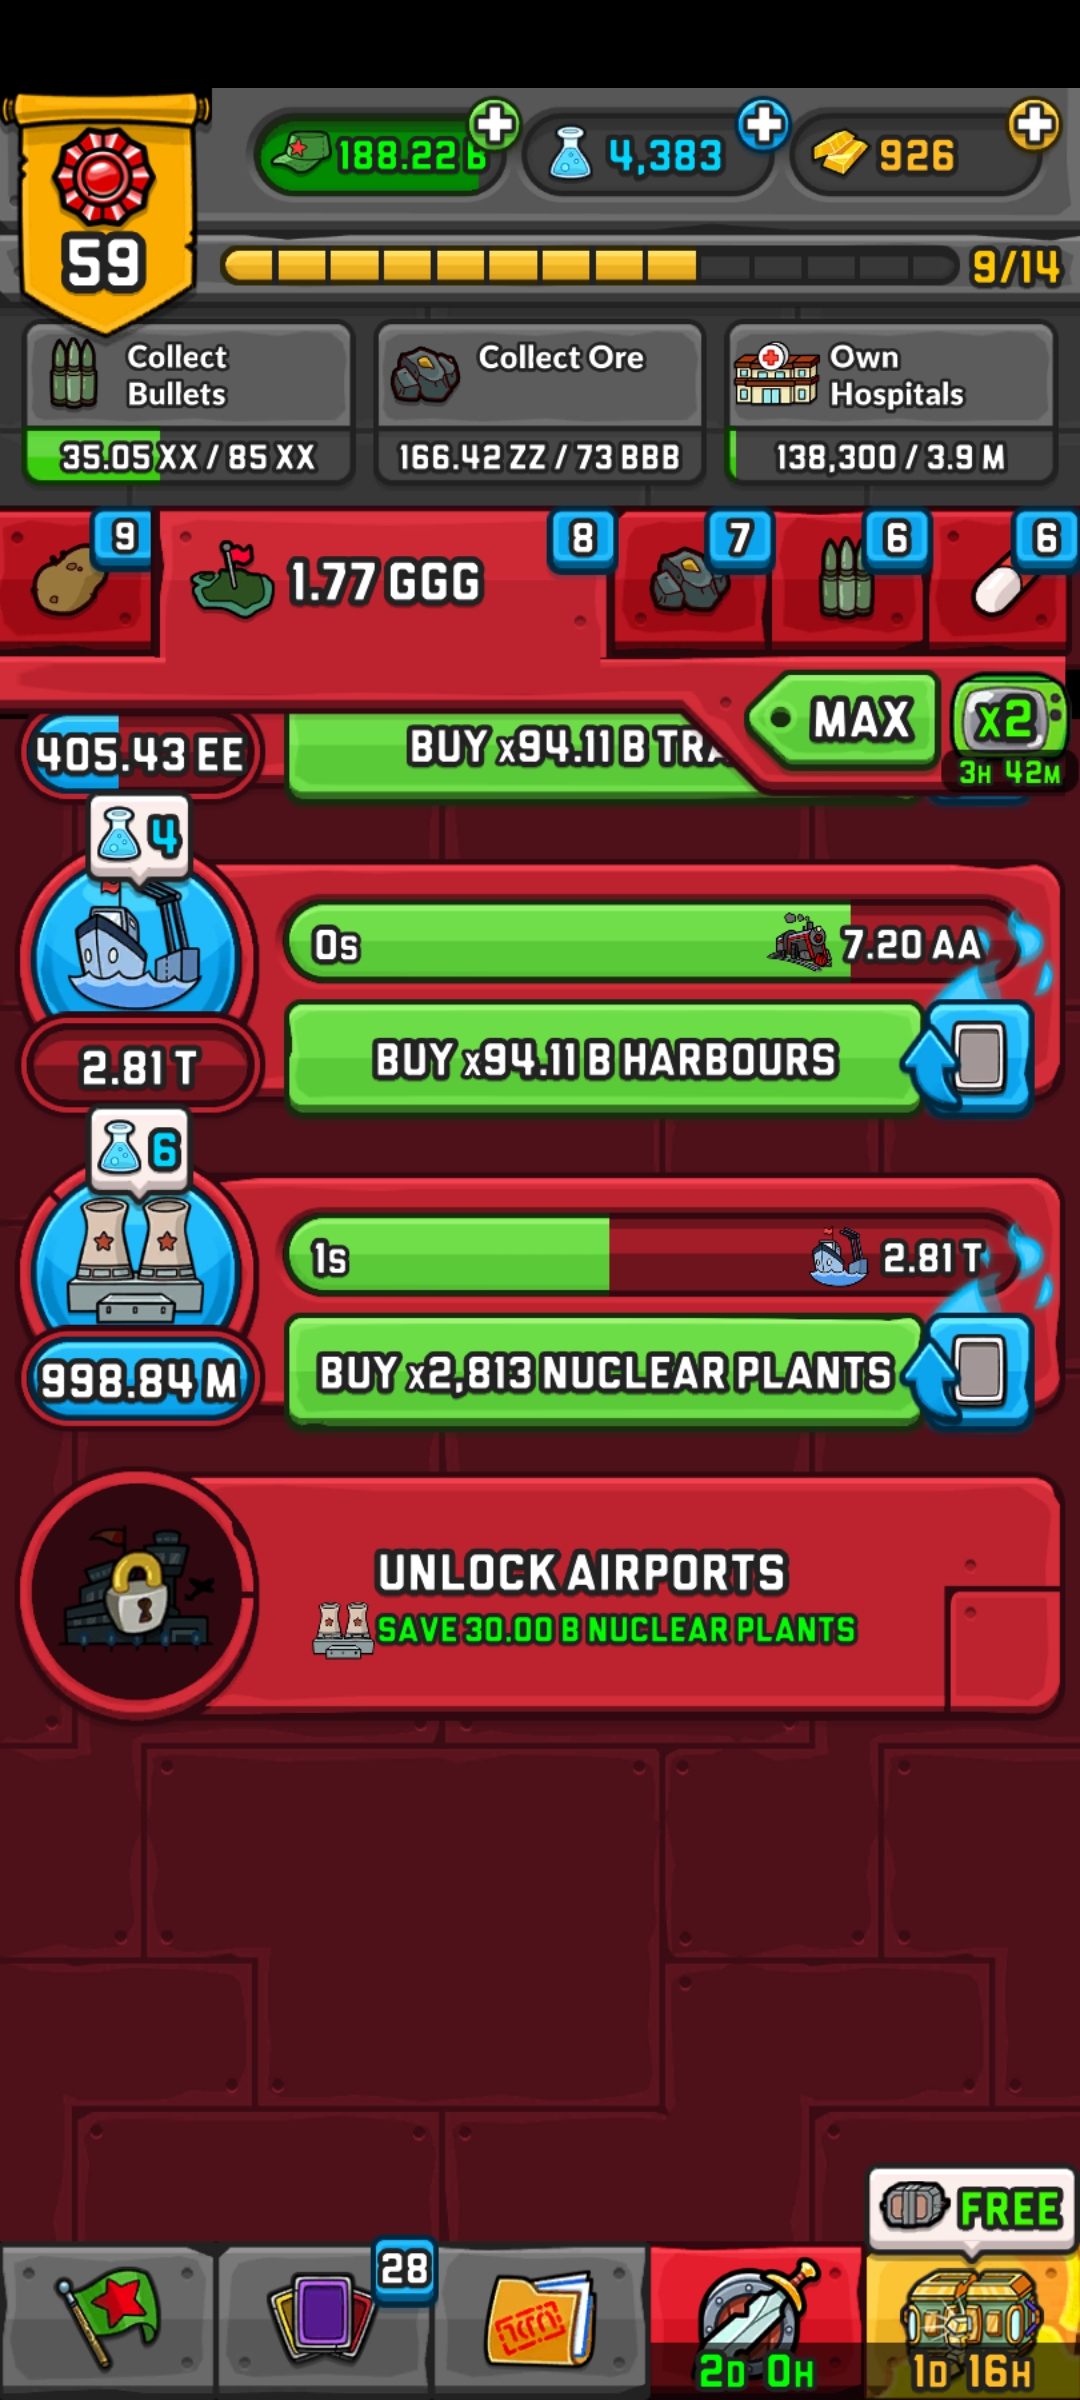 59
188.22 B
4,383
926
9/14
Collect
Bullets
35.05 XX / 85 XX
Collect Ore
166.42 ZZ / 73 BBB
Own
Hospitals
138,300 / 3.9 M
9
1.77 GGG
8
7
6
6
MAX
x2
3H 42M
405.43 EE
BUY x94.11 B TRA
4
0s
7.20 AA
2.81 T
BUY x94.11 B HARBOURS
6
1s
2.81 T
998.84 M
BUY x2,813 NUCLEAR PLANTS
UNLOCK AIRPORTS
SAVE 30.00 B NUCLEAR PLANTS
FREE
28
2D 0H
1D 16H